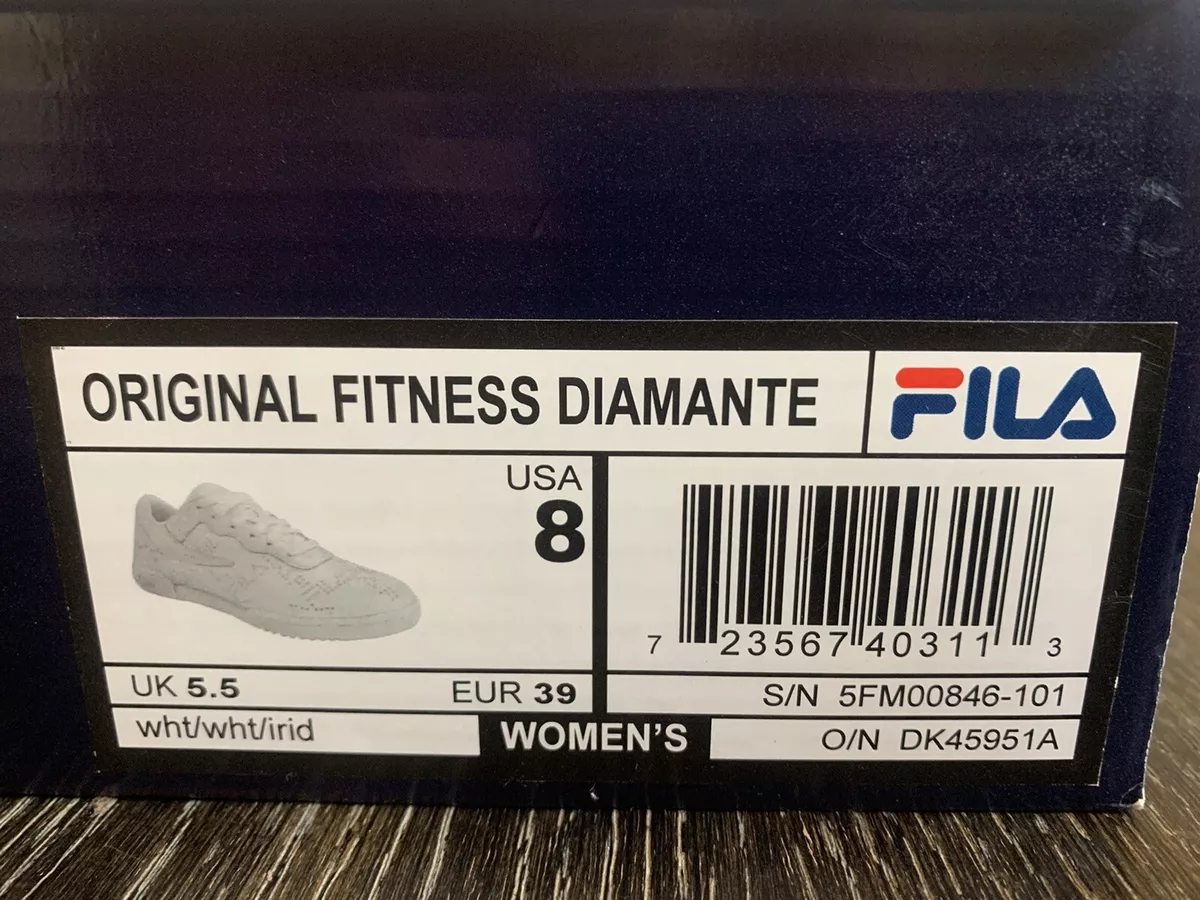 ORIGINAL FITNESS DIAMANTE
FILA
USA
8
7 23567 40311 3
UK 5.5
EUR 39
S/N 5FM00846-101
wht/wht/irid
WOMEN'S
O/N DK45951A